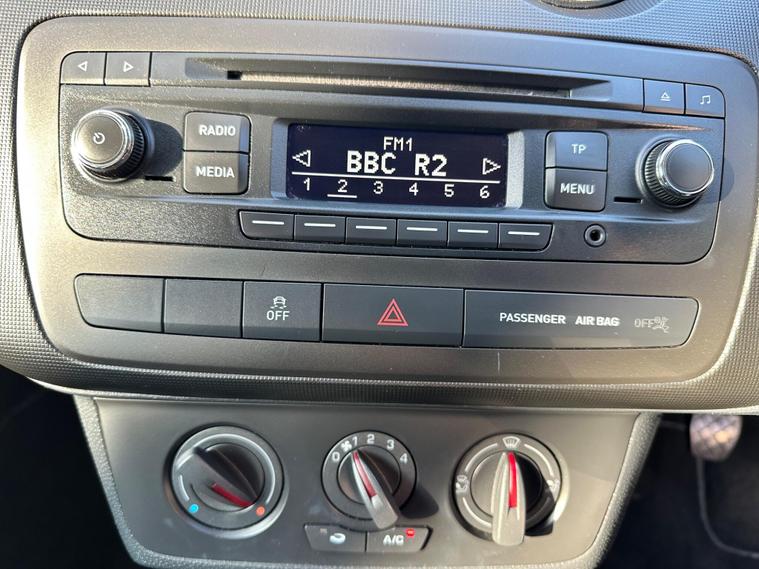 RADIO
MEDIA
FM1
BBC R2
1 2 3 4 5 6
TP
MENU
OFF
PASSENGER AIR BAG OFF
0 1 2 3 4
A/C